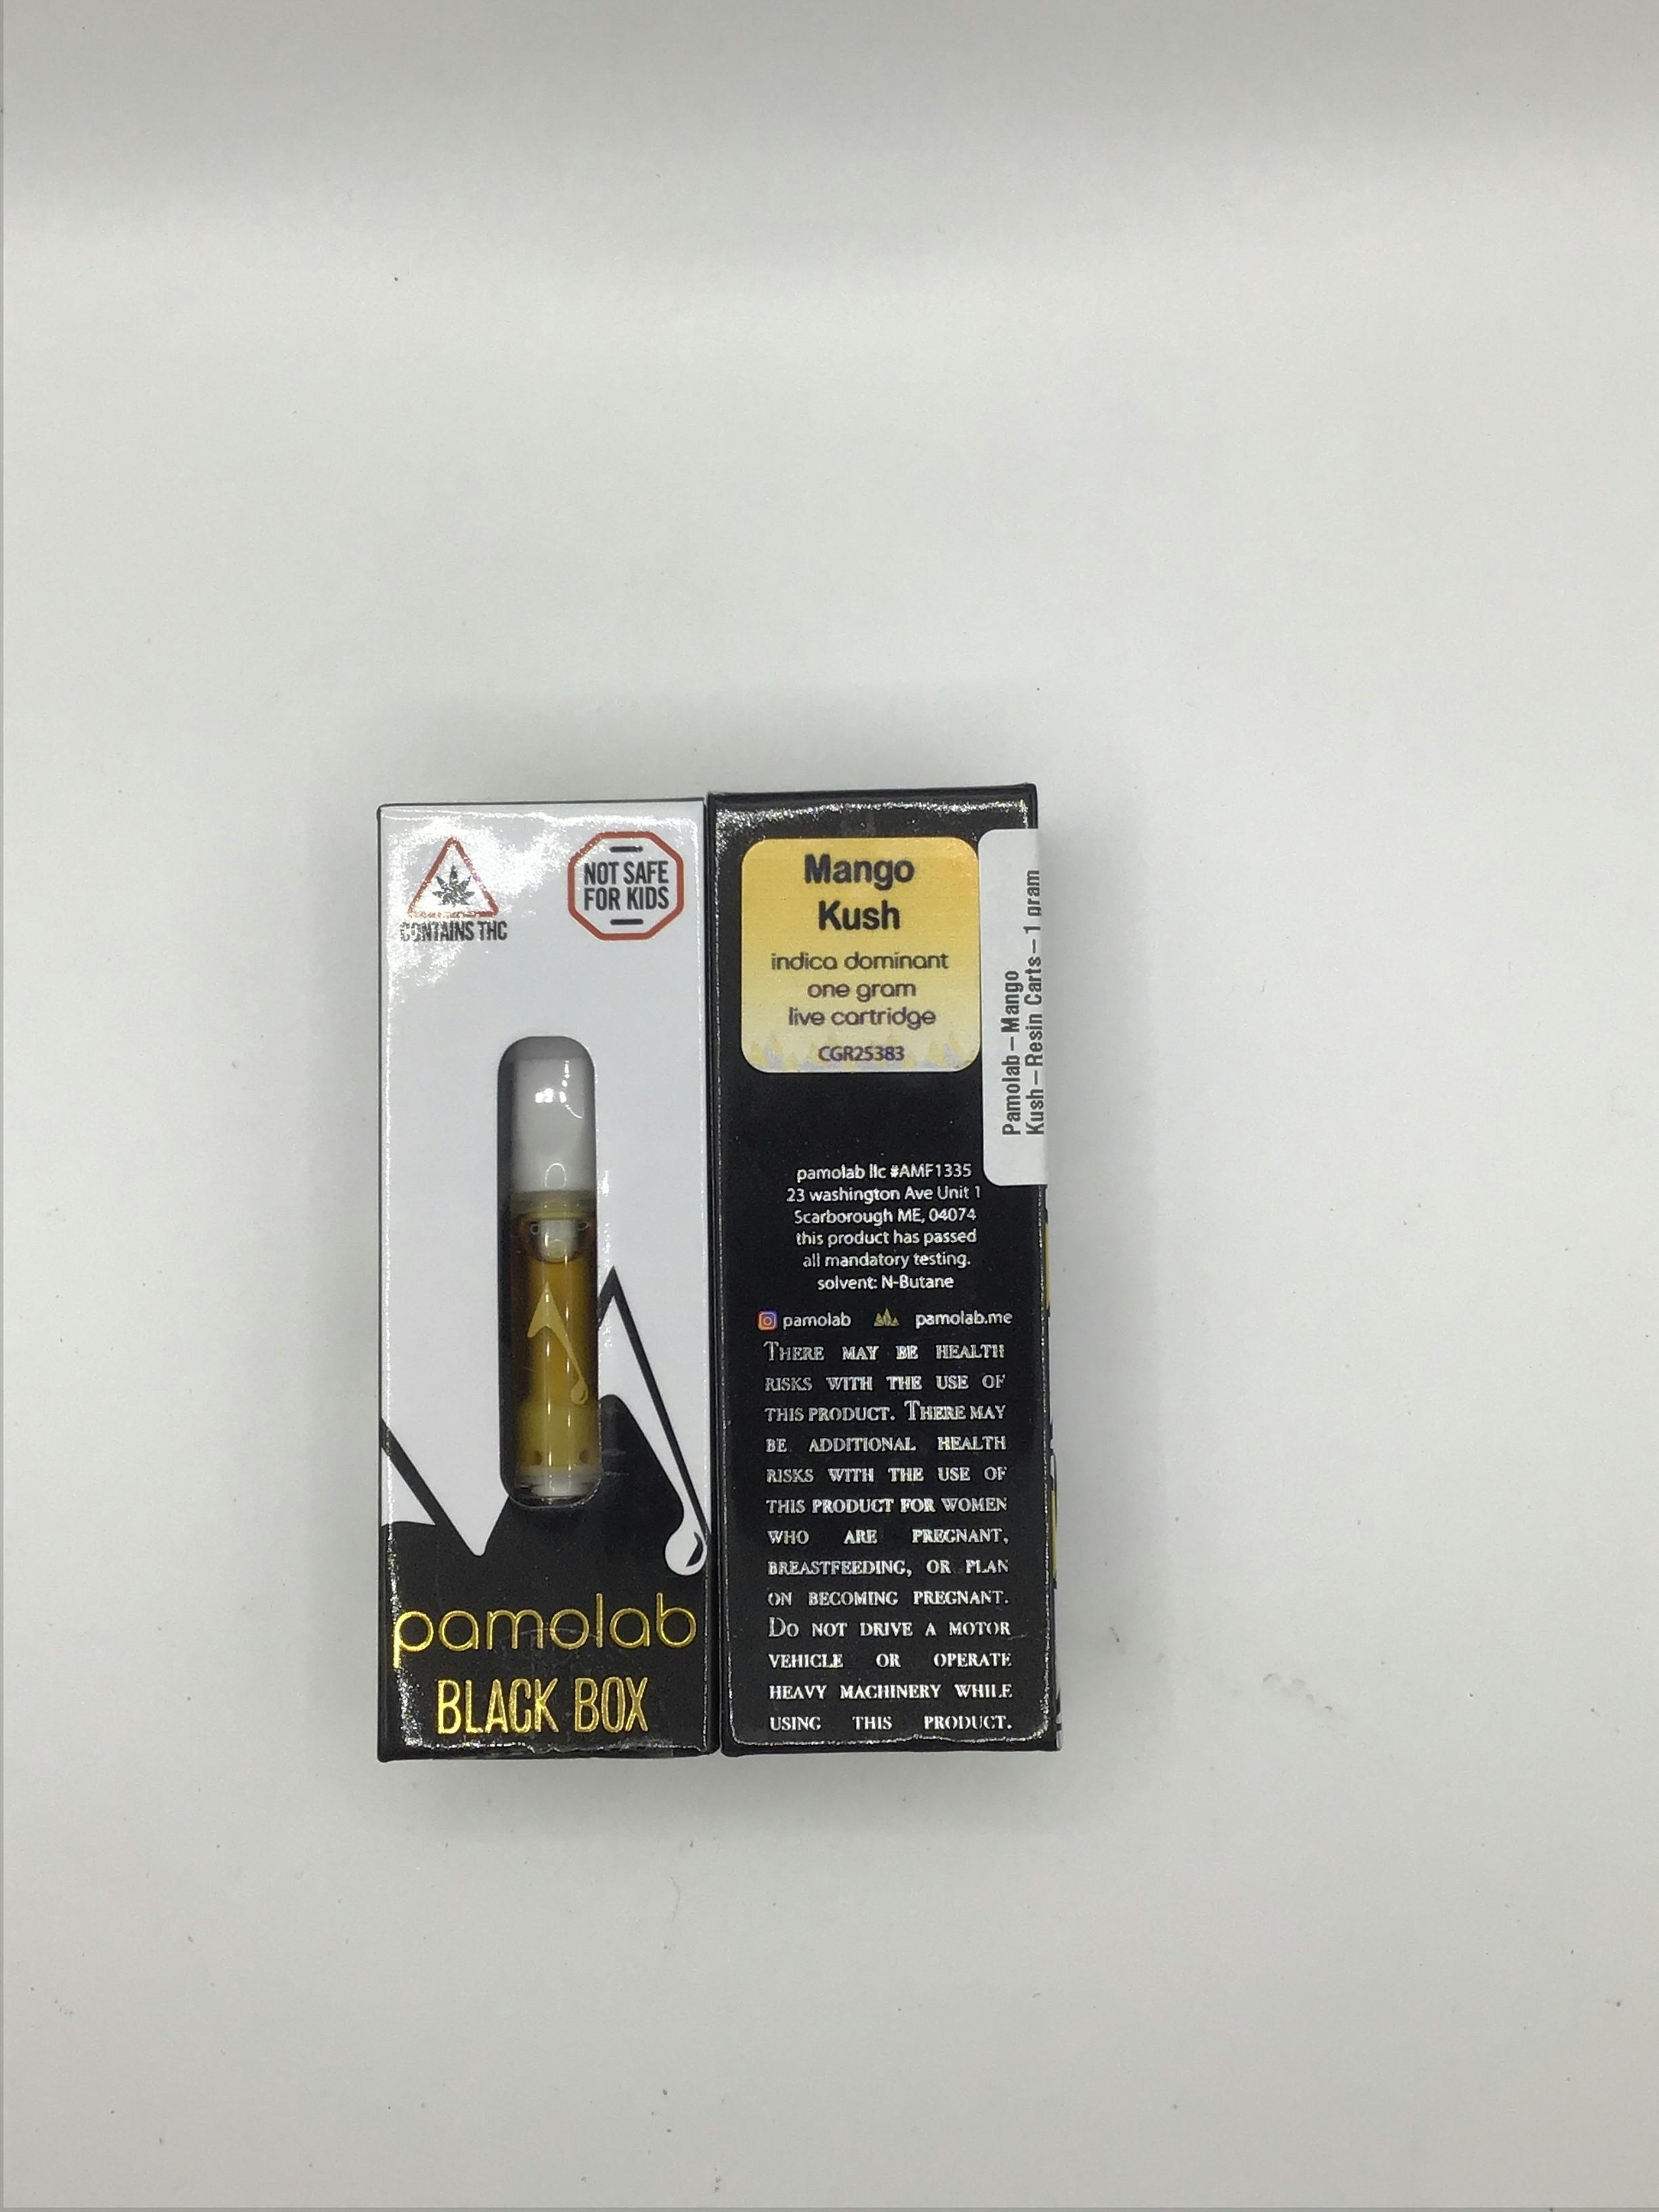 CONTAINS THC
NOT SAFE
FOR KIDS
pamolab
BLACK BOX
Mango
Kush
indica dominant
one gram
live cartridge
CGR25383
Pamolab – Mango
Kush – Resin Carts – 1 gram
pamolab llc #AMF1335
23 washington Ave Unit 1
Scarborough ME, 04074
this product has passed
all mandatory testing.
solvent: N-Butane
pamolab pamolab.me
THERE MAY BE HEALTH
RISKS WITH THE USE OF
THIS PRODUCT. THERE MAY
BE ADDITIONAL HEALTH
RISKS WITH THE USE OF
THIS PRODUCT FOR WOMEN
WHO ARE PREGNANT,
BREASTFEEDING, OR PLAN
ON BECOMING PREGNANT.
DO NOT DRIVE A MOTOR
VEHICLE OR OPERATE
HEAVY MACHINERY WHILE
USING THIS PRODUCT.